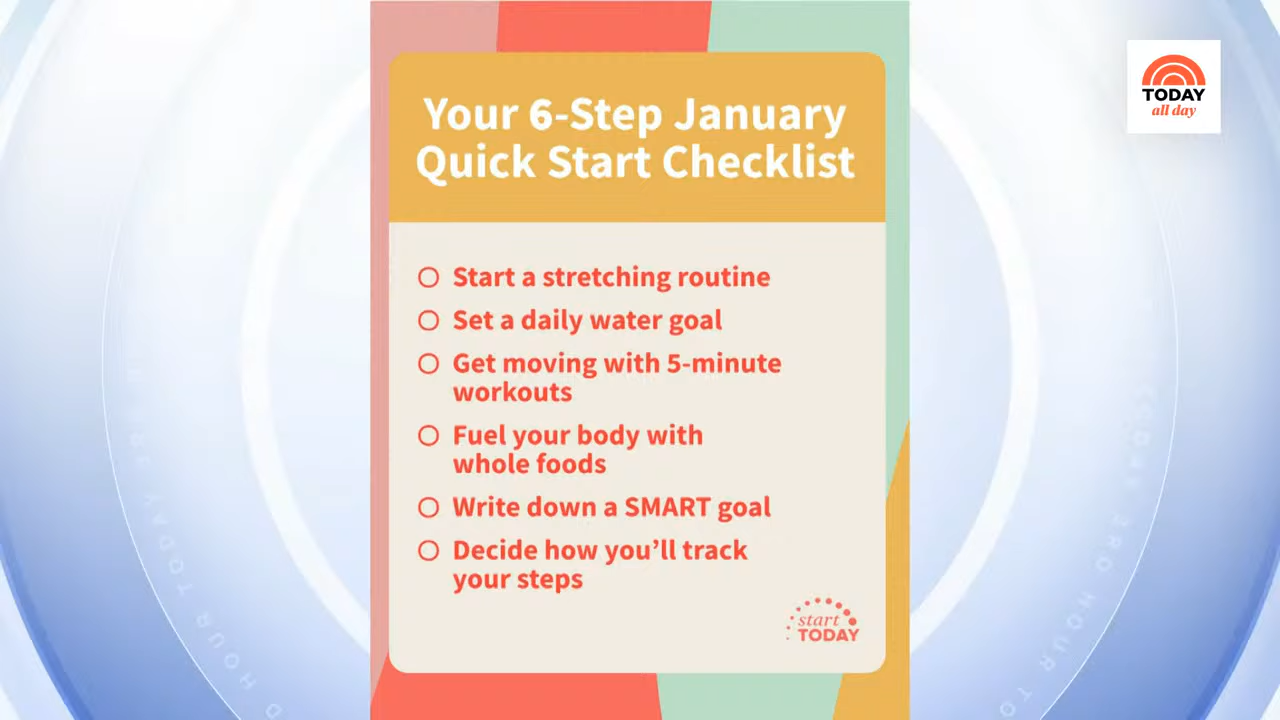 Your 6-Step January
Quick Start Checklist
TODAY
all day
Start a stretching routine
Set a daily water goal
Get moving with 5-minute
workouts
Fuel your body with
whole foods
Write down a SMART goal
Decide how you’ll track
your steps
start
TODAY